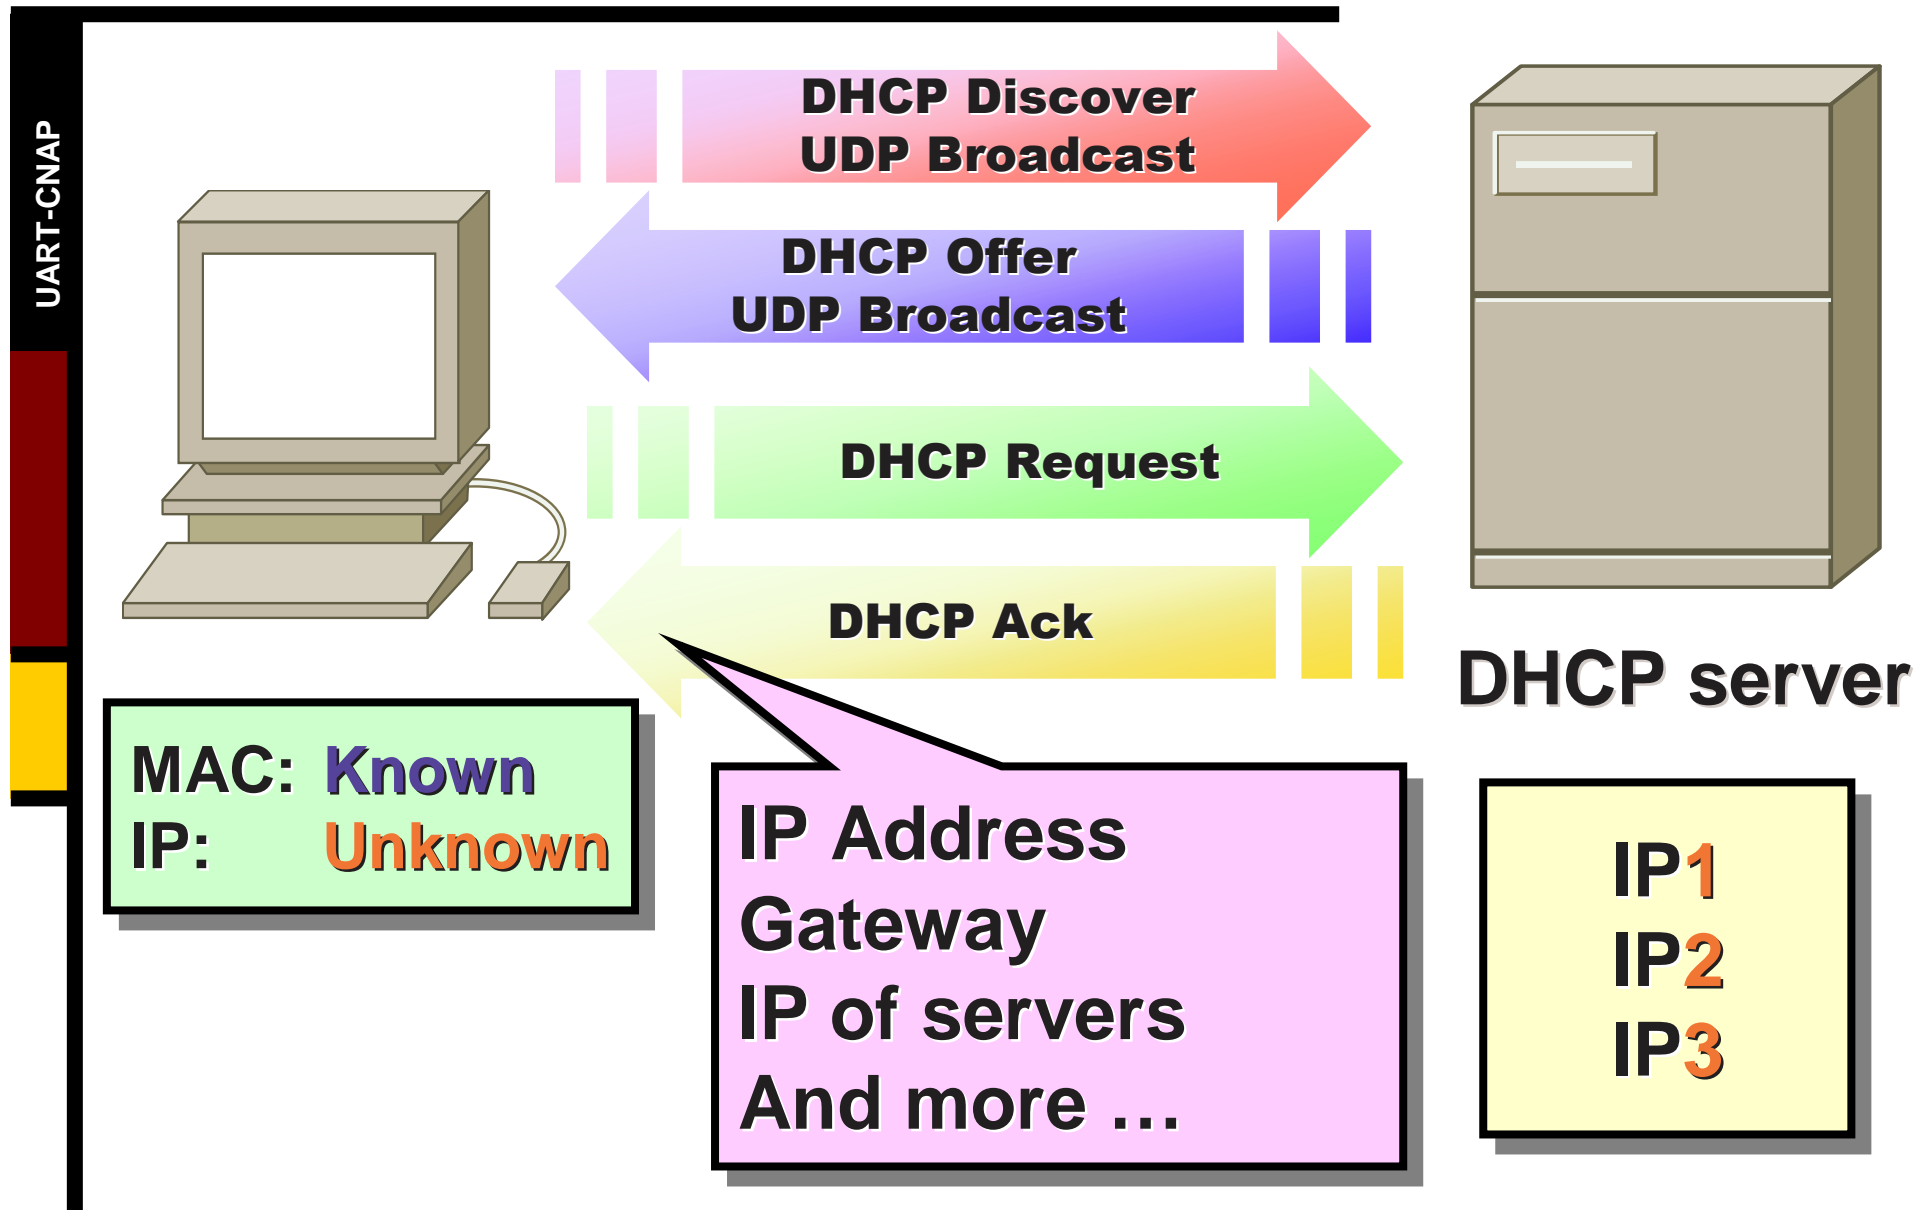 UART-CNAP
DHCP Discover
UDP Broadcast
DHCP Offer
UDP Broadcast
DHCP Request
DHCP Ack
DHCP server
MAC: Known
IP: Unknown
IP Address
Gateway
IP of servers
And more …
IP1
IP2
IP3